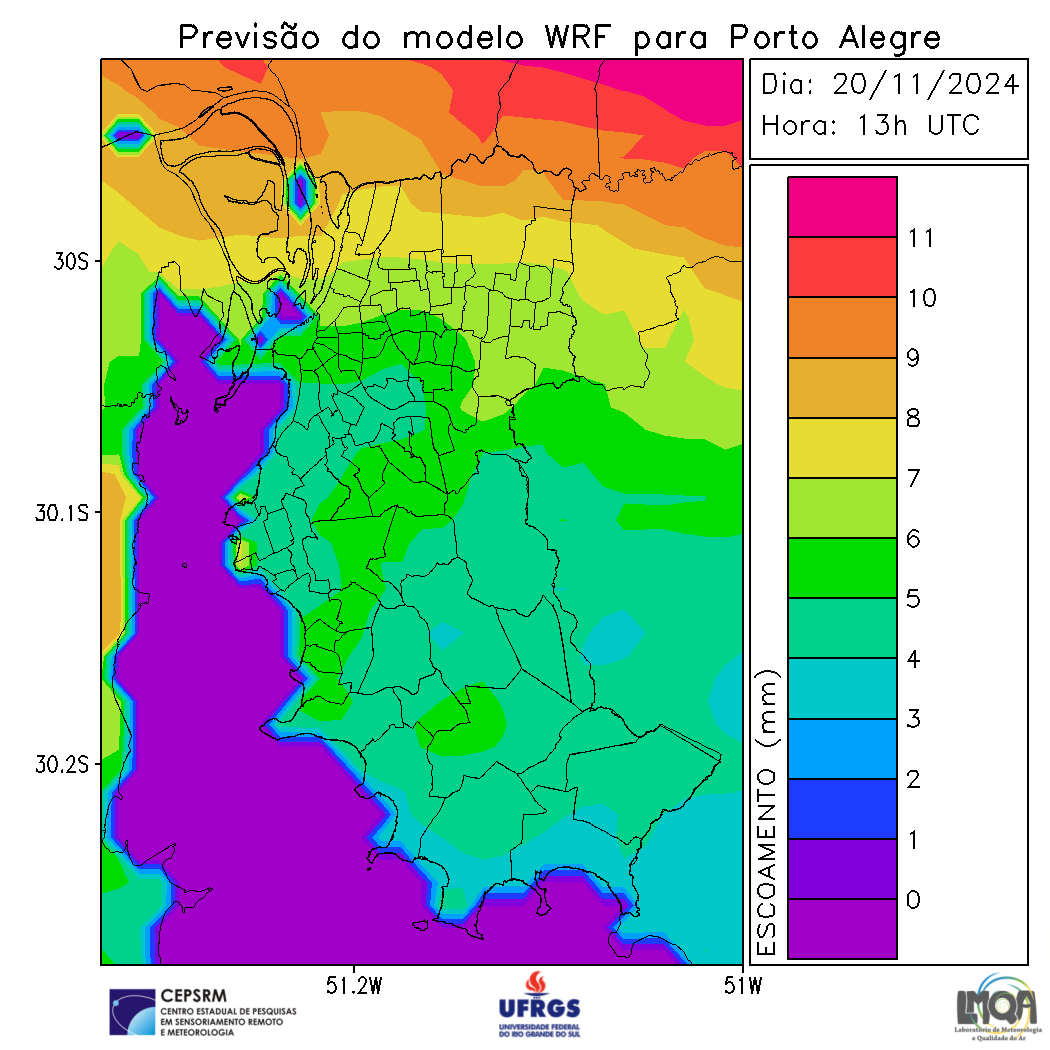 Previsão do modelo WRF para Porto Alegre
Dia: 20/11/2024
Hora: 13h UTC
30S
30.1S
30.2S
51.2W
51W
ESCOAMENTO (mm)
11
10
9
8
7
6
5
4
3
2
1
0
CEPSRM
CENTRO ESTADUAL DE PESQUISAS
EM SENSORIAMENTO REMOTO
E METEOROLOGIA
UFRGS
UNIVERSIDADE FEDERAL
DO RIO GRANDE DO SUL
LMQA
Laboratório de Meteorologia
e Qualidade do Ar